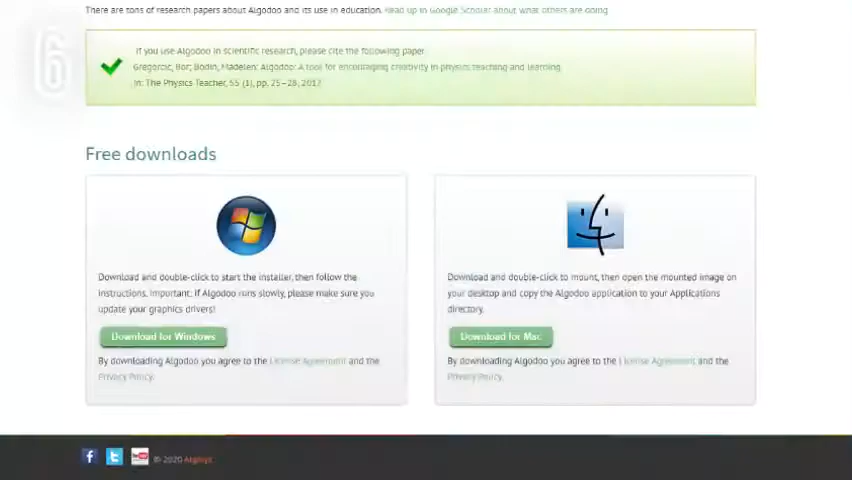 There are tons of research papers about Algodoo and its use in education. Read up in Google Scholar about what others are doing
6
If you use Algodoo in scientific research, please cite the following paper:
Gregorcic, Bor; Bodin, Madelen: Algodoo: A tool for encouraging creativity in physics teaching and learning.
In: The Physics Teacher, 55 (1), pp. 25–28, 2017
Free downloads
Download and double-click to start the installer, then follow the
instructions. Important: If Algodoo runs slowly, please make sure you
update your graphics drivers!
Download for Windows
By downloading Algodoo you agree to the License Agreement and the
Privacy Policy.
Download and double-click to mount, then open the mounted image on
your desktop and copy the Algodoo application to your Applications
directory.
Download for Mac
By downloading Algodoo you agree to the License Agreement and the
Privacy Policy.
© 2020 Algoryx